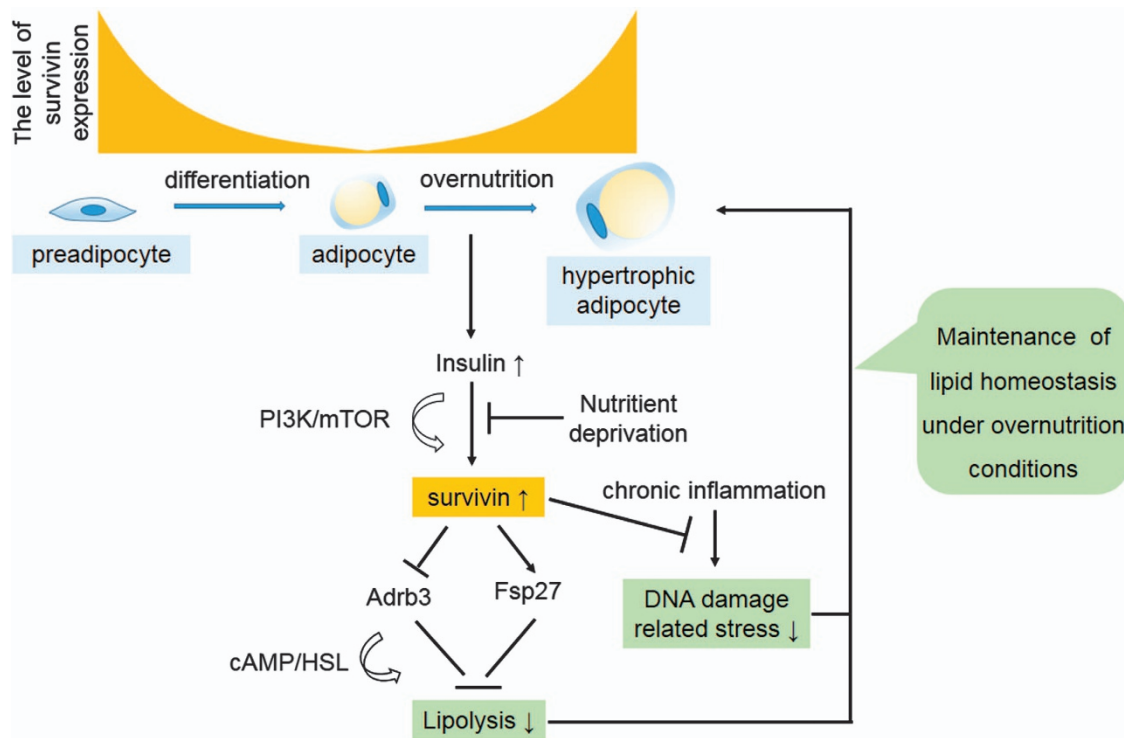 The level of
survivin
expression
differentiation
overnutrition
preadipocyte
adipocyte
hypertrophic
adipocyte
Insulin ↑
PI3K/mTOR
Nutritient
deprivation
survivin ↑
chronic inflammation
Adrb3
Fsp27
DNA damage
related stress ↓
cAMP/HSL
Lipolysis ↓
Maintenance of
lipid homeostasis
under overnutrition
conditions